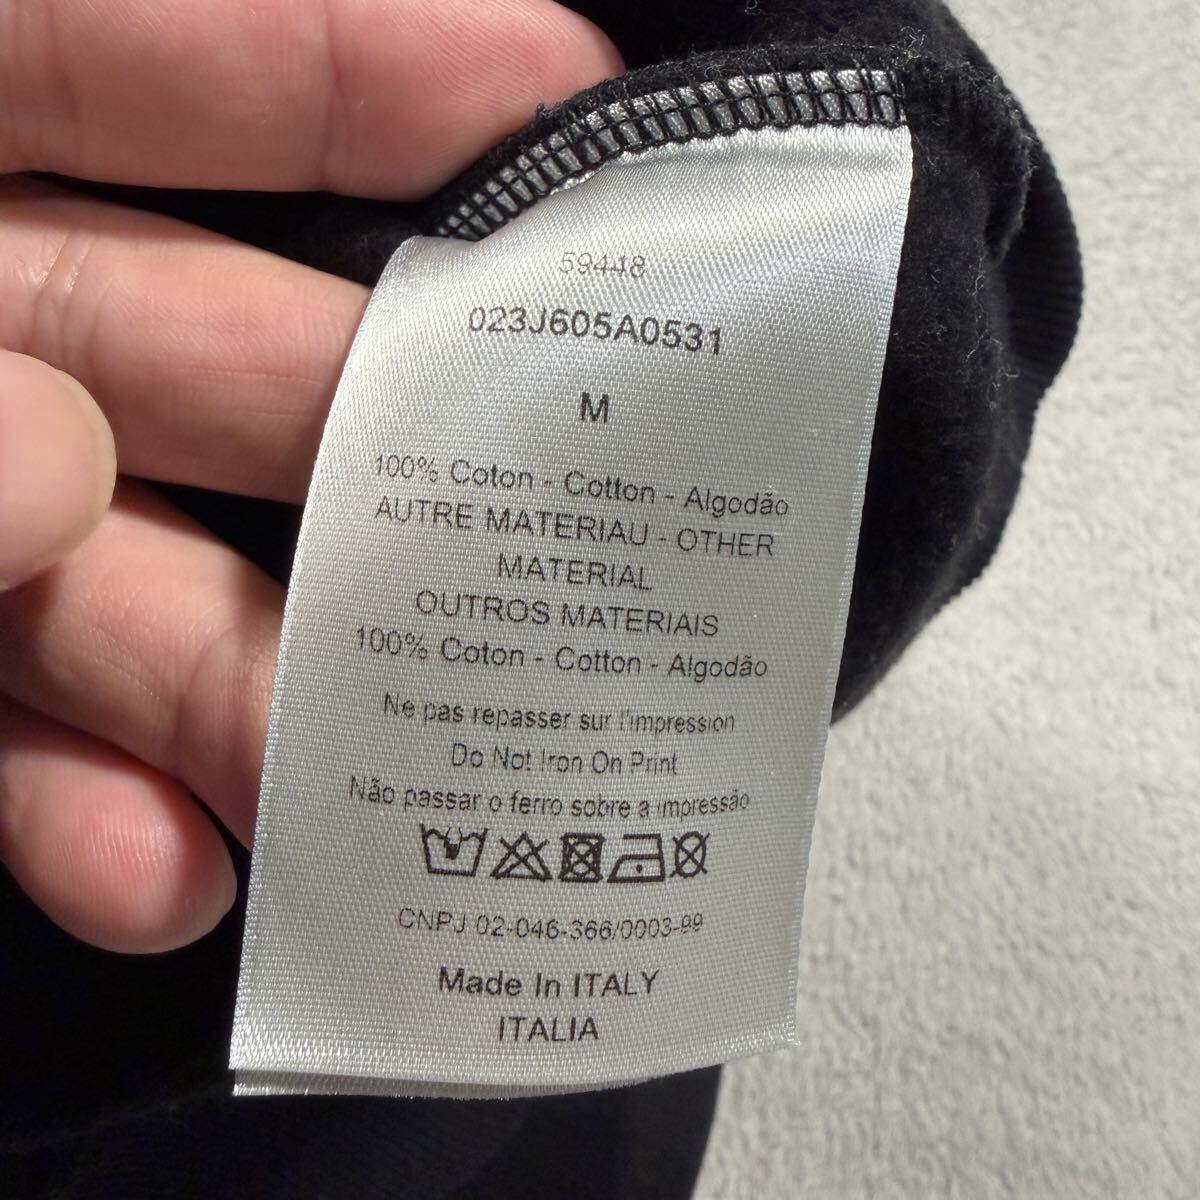 59448
023J605A0531
M
100% Coton - Cotton - Algodão
AUTRE MATERIAU - OTHER
MATERIAL
OUTROS MATERIAIS
100% Coton - Cotton - Algodão
Ne pas repasser sur l'impression
Do Not Iron On Print
Não passar o ferro sobre a impressão
CNPJ 02-046-366/0003-99
Made In ITALY
ITALIA